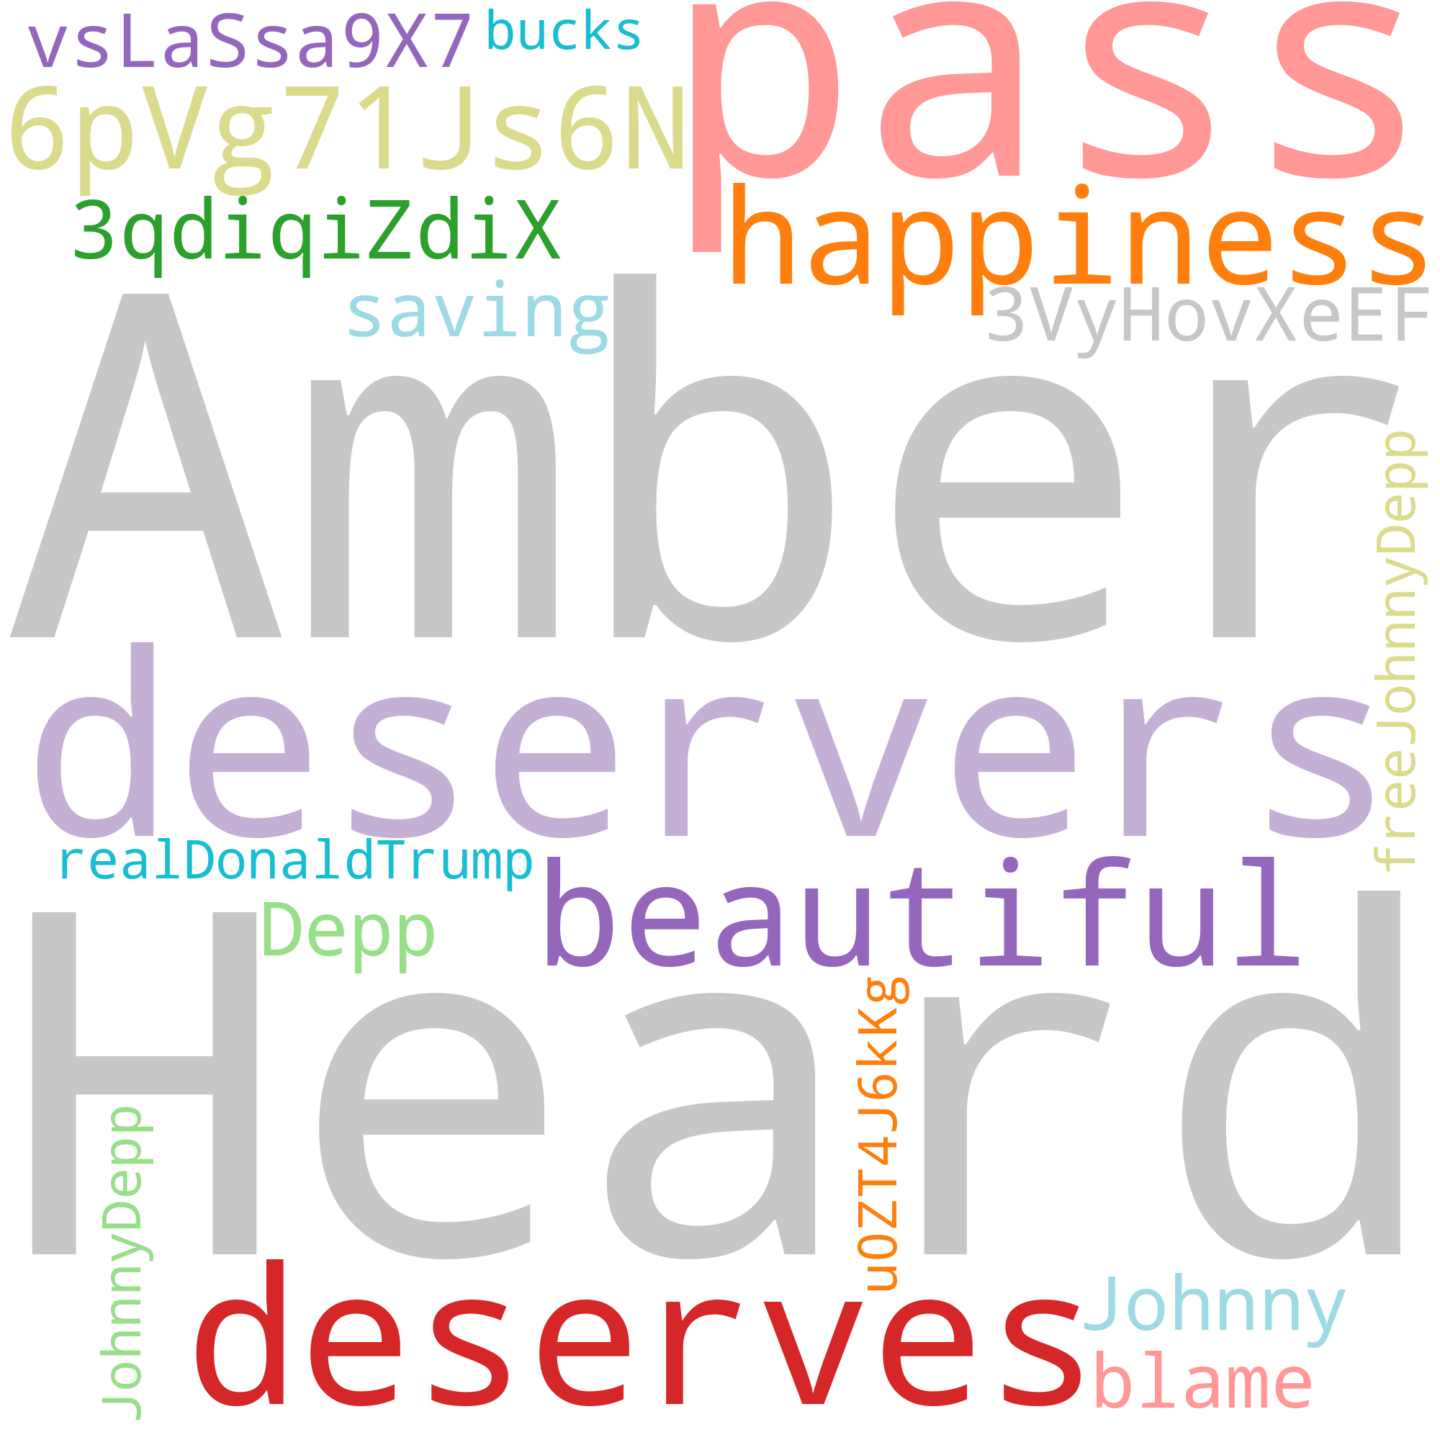 vsLaSsa9X7
bucks
pass
6pVg71Js6N
3qdiqiZdiX
happiness
saving
3VyHovXeEF
Amber
freeJohnnyDepp
deservers
realDonaldTrump
beautiful
Depp
Heard
uOZT4J6kKg
JohnnyDepp
deserves
Johnny
blame